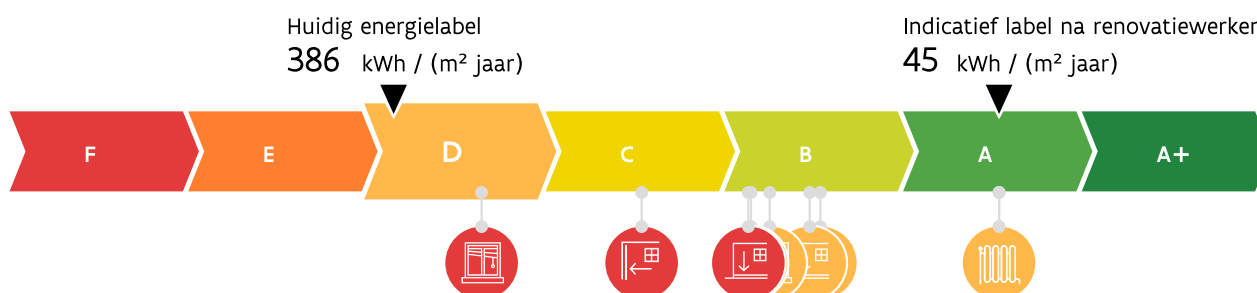 Huidig energielabel
386 kWh / (m² jaar)
Indicatief label na renovatiewerken
45 kWh / (m² jaar)
F E D C B A A+